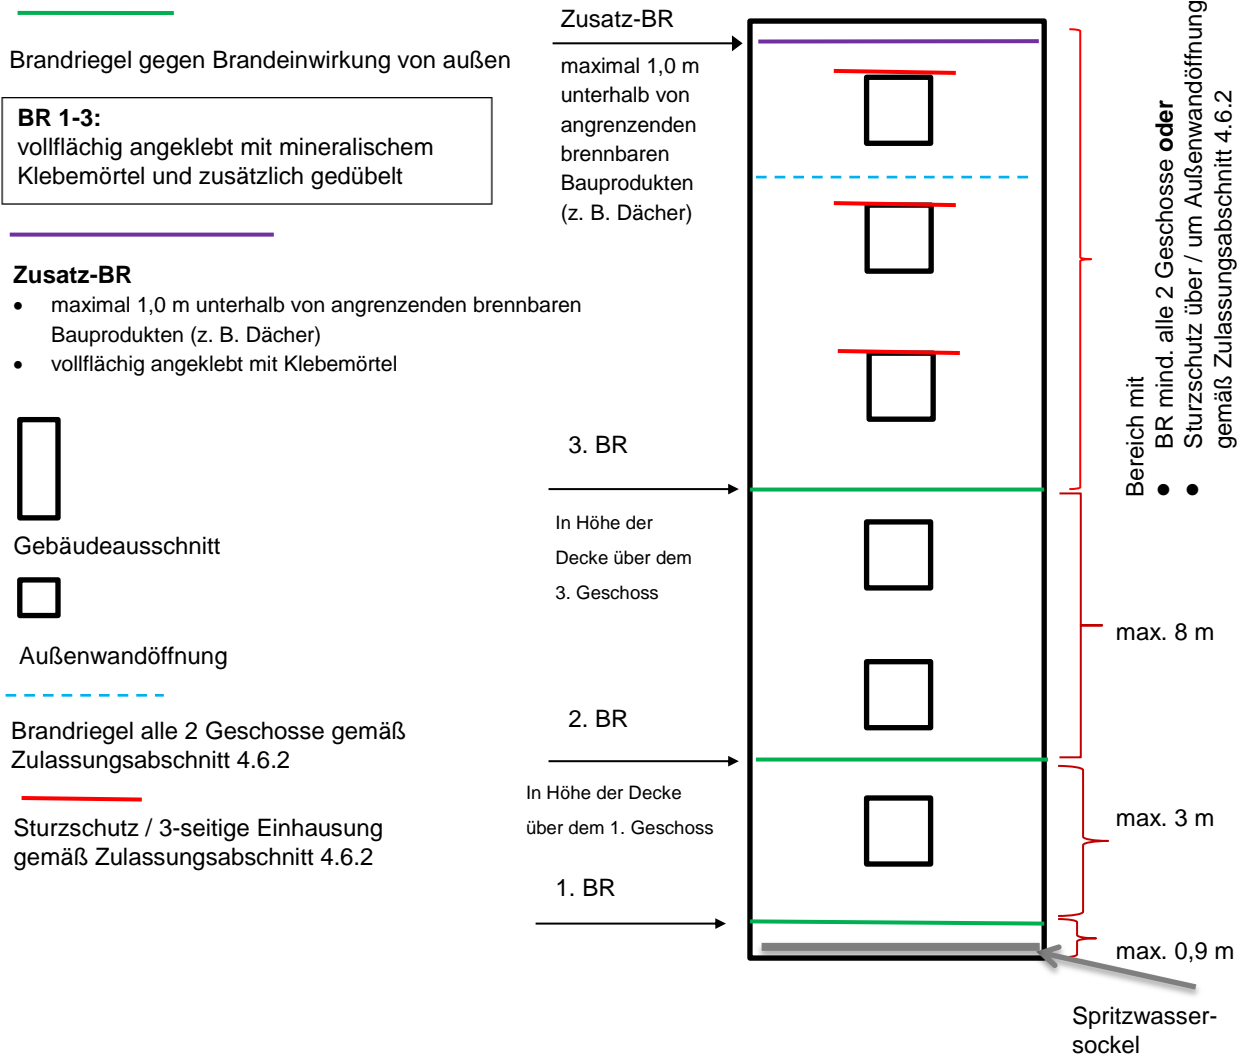 Brandriegel gegen Brandeinwirkung von außen
BR 1-3:
vollflächig angeklebt mit mineralischem
Klebemörtel und zusätzlich gedübelt
Zusatz-BR
• maximal 1,0 m unterhalb von angrenzenden brennbaren
Bauprodukten (z. B. Dächer)
• vollflächig angeklebt mit Klebemörtel
Gebäudeausschnitt
Außenwandöffnung
Brandriegel alle 2 Geschosse gemäß
Zulassungsabschnitt 4.6.2
Sturzschutz / 3-seitige Einhausung
gemäß Zulassungsabschnitt 4.6.2
Zusatz-BR
maximal 1,0 m
unterhalb von
angrenzenden
brennbaren
Bauprodukten
(z. B. Dächer)
3. BR
In Höhe der
Decke über dem
3. Geschoss
2. BR
In Höhe der Decke
über dem 1. Geschoss
1. BR
Bereich mit
• BR mind. alle 2 Geschosse oder
• Sturzschutz über / um Außenwandöffnung
gemäß Zulassungsabschnitt 4.6.2
max. 8 m
max. 3 m
max. 0,9 m
Spritzwasser-
sockel